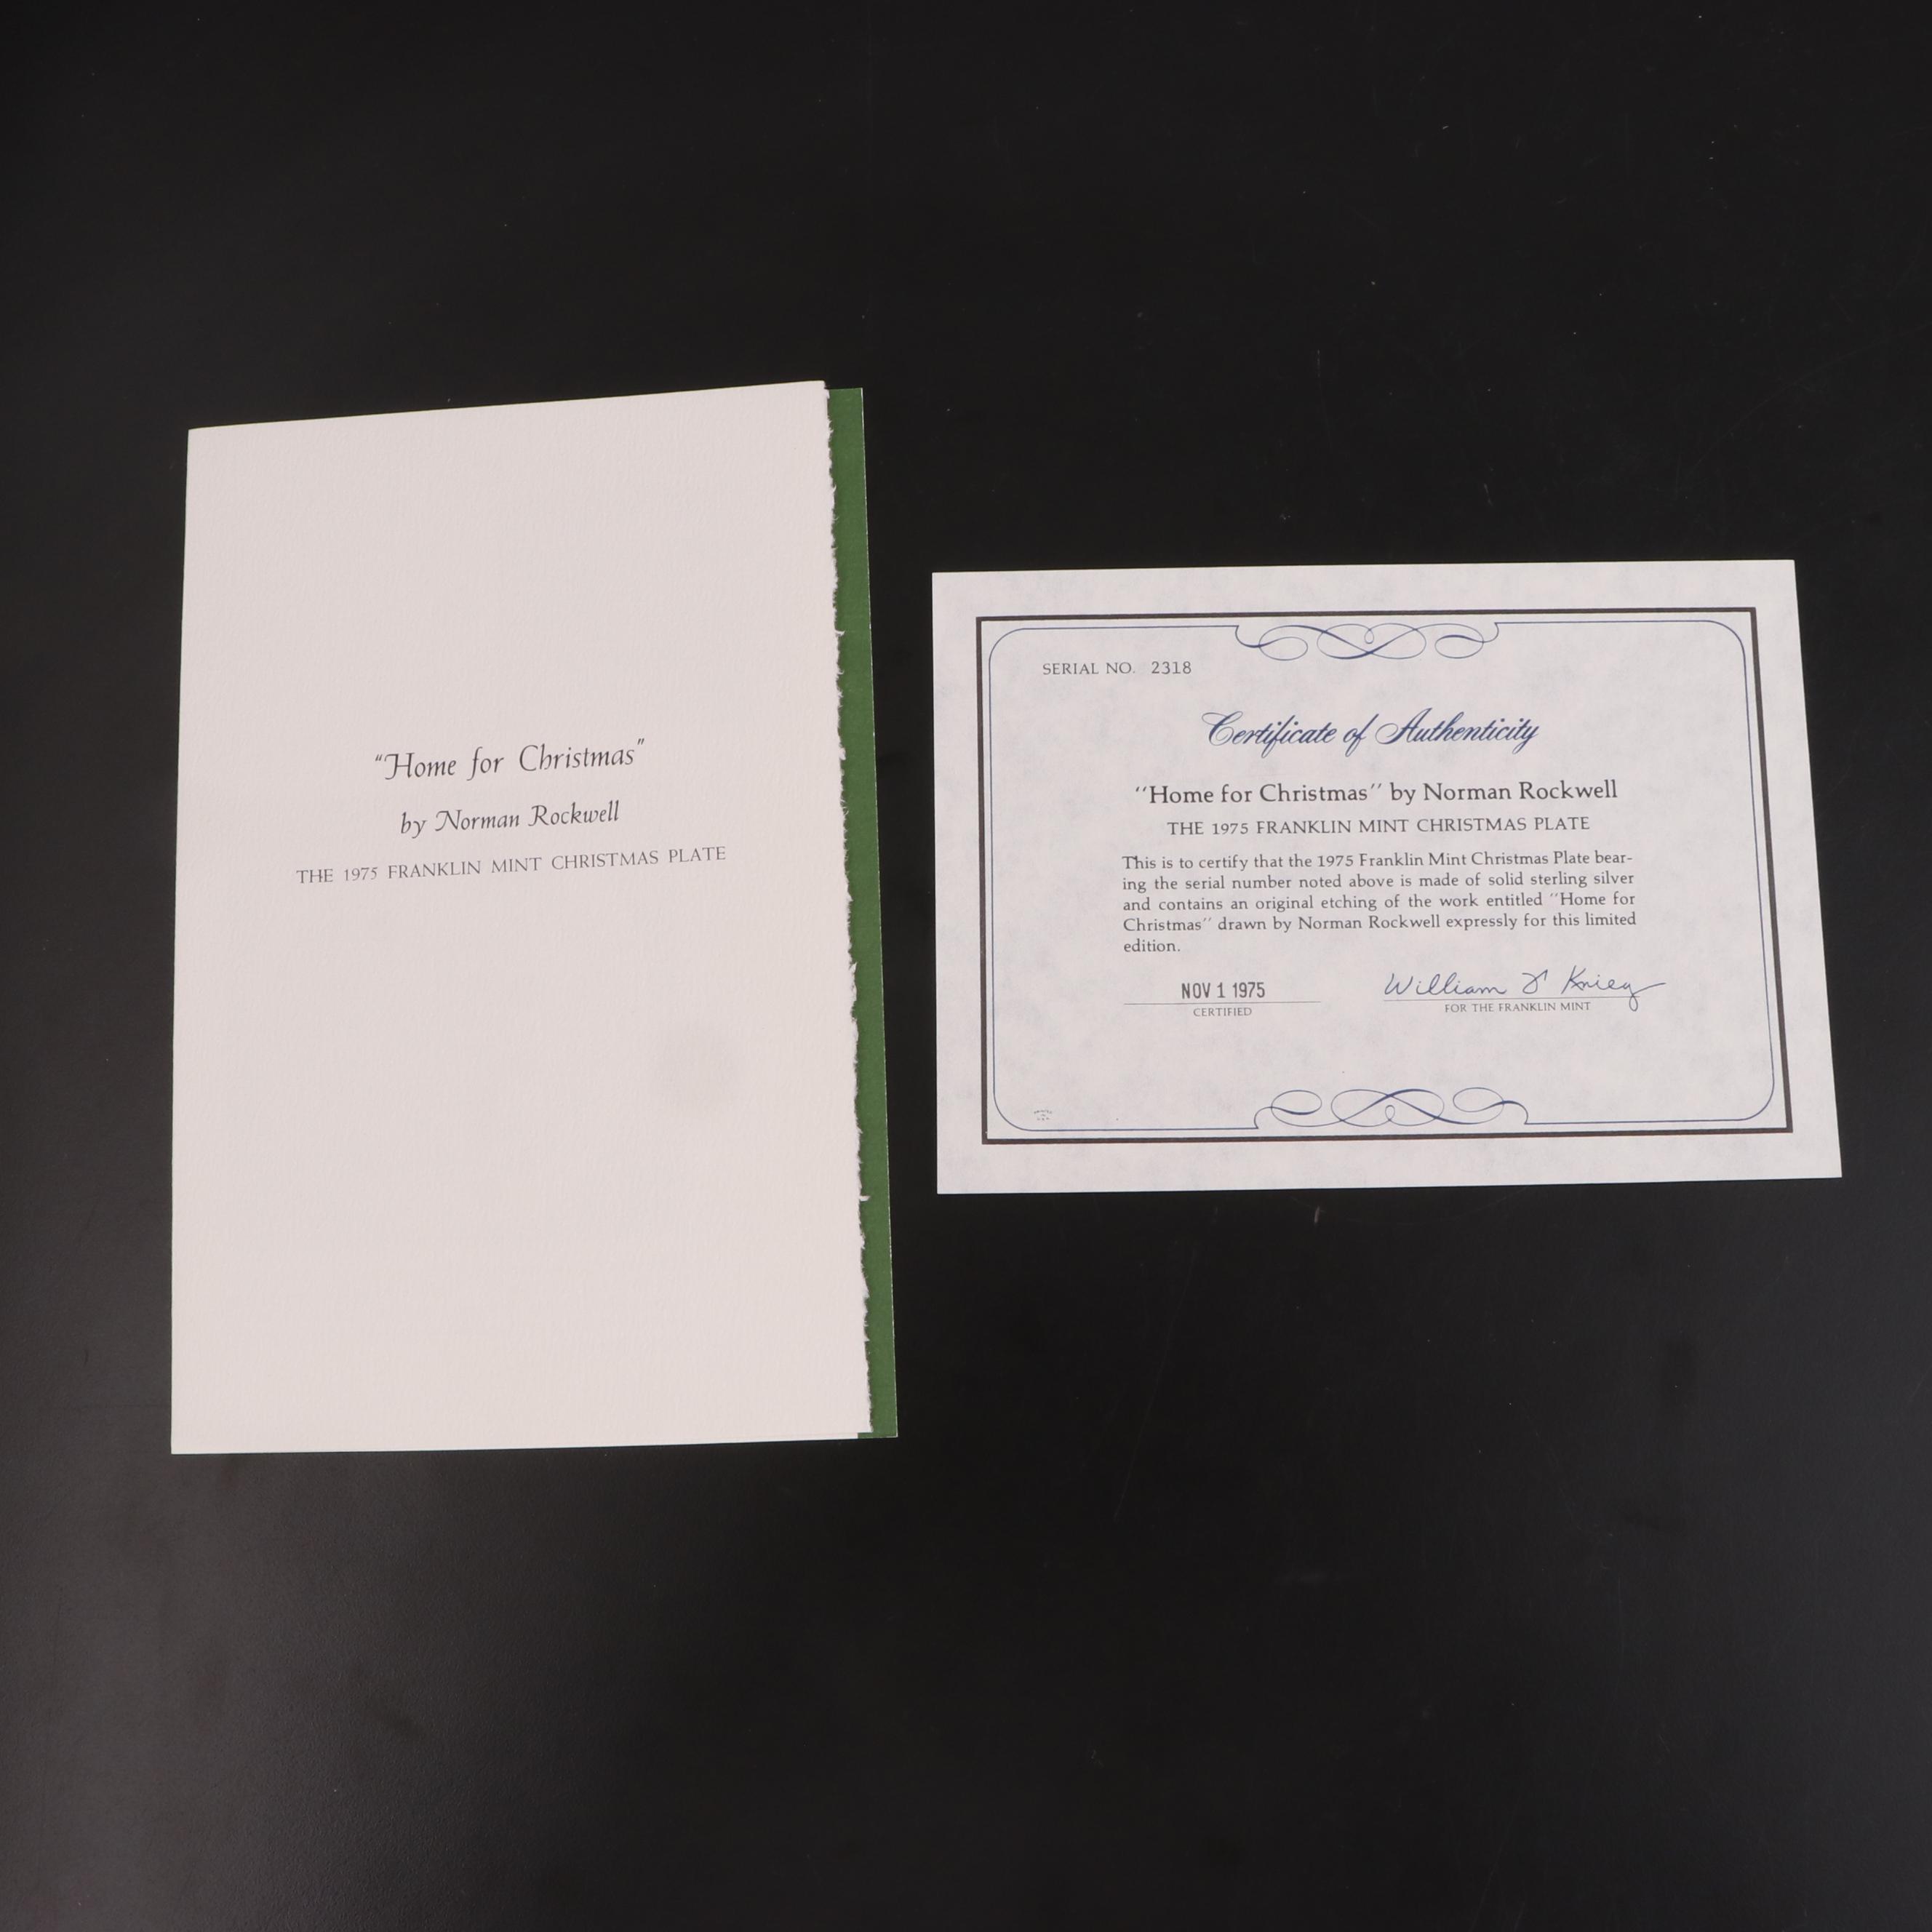 “Home for Christmas”
by Norman Rockwell
THE 1975 FRANKLIN MINT CHRISTMAS PLATE
SERIAL NO. 2318
Certificate of Authenticity
“Home for Christmas” by Norman Rockwell
THE 1975 FRANKLIN MINT CHRISTMAS PLATE
This is to certify that the 1975 Franklin Mint Christmas Plate bear-
ing the serial number noted above is made of solid sterling silver
and contains an original etching of the work entitled “Home for
Christmas” drawn by Norman Rockwell expressly for this limited
edition.
NOV 1 1975
William Krieg
CERTIFIED
FOR THE FRANKLIN MINT